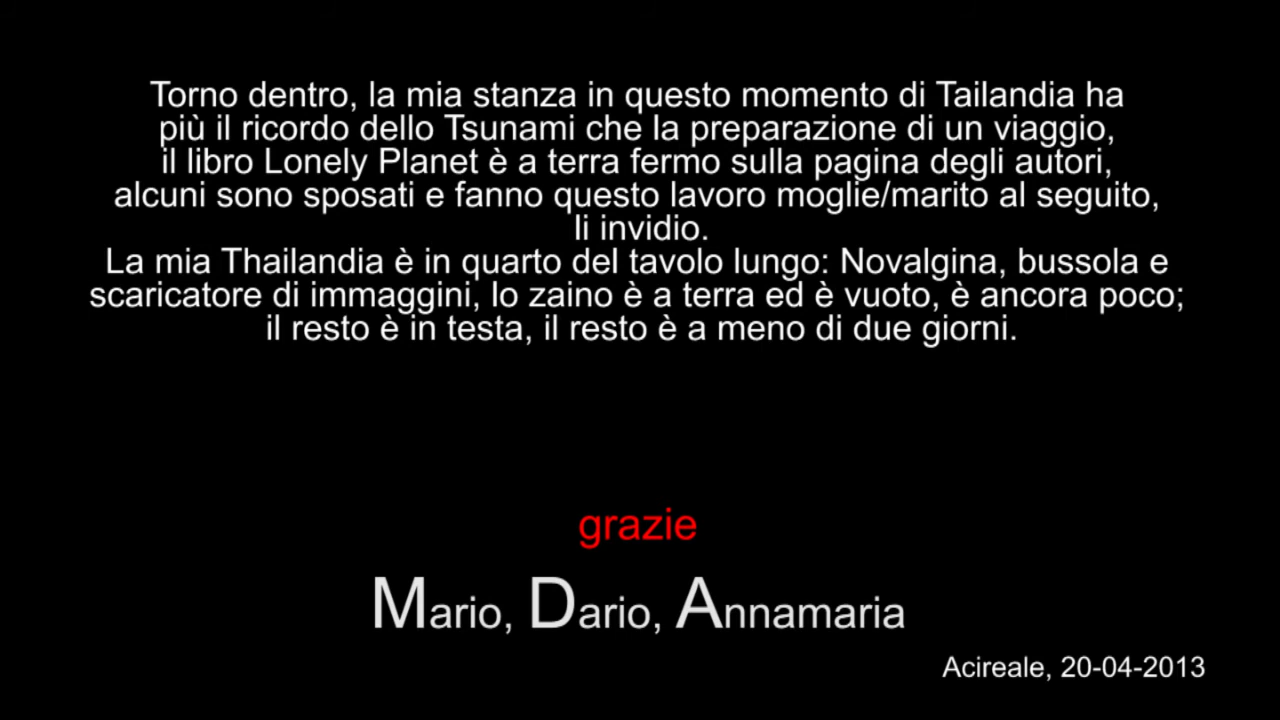 Torno dentro, la mia stanza in questo momento di Tailandia ha
più il ricordo dello Tsunami che la preparazione di un viaggio,
il libro Lonely Planet è a terra fermo sulla pagina degli autori,
alcuni sono sposati e fanno questo lavoro moglie/marito al seguito,
li invidio.
La mia Thailandia è in quarto del tavolo lungo: Novalgina, bussola e
scaricatore di immaggini, lo zaino è a terra ed è vuoto, è ancora poco;
il resto è in testa, il resto è a meno di due giorni.
grazie
Mario, Dario, Annamaria
Acireale, 20-04-2013